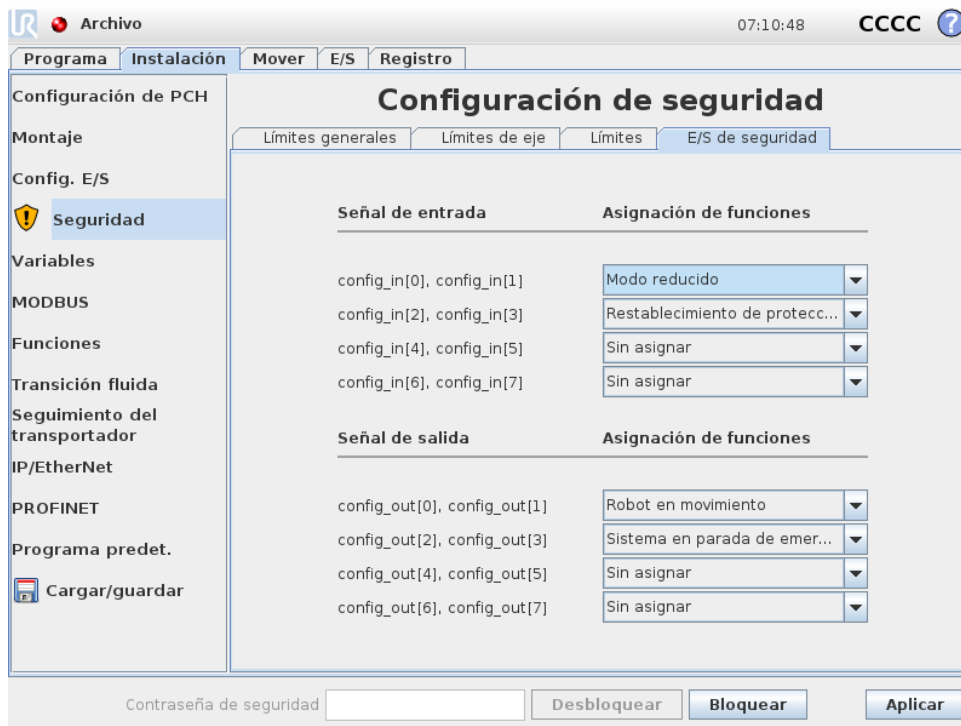 UR Archivo 07:10:48 CCCC ?
Programa Instalación Mover E/S Registro
Configuración de PCH
Montaje
Config. E/S
Seguridad
Variables
MODBUS
Funciones
Transición fluida
Seguimiento del
transportador
IP/EtherNet
PROFINET
Programa predet.
Cargar/guardar
Configuración de seguridad
Límites generales Límites de eje Límites E/S de seguridad
Señal de entrada Asignación de funciones
config_in[0], config_in[1] Modo reducido
config_in[2], config_in[3] Restablecimiento de protecc...
config_in[4], config_in[5] Sin asignar
config_in[6], config_in[7] Sin asignar
Señal de salida Asignación de funciones
config_out[0], config_out[1] Robot en movimiento
config_out[2], config_out[3] Sistema en parada de emer...
config_out[4], config_out[5] Sin asignar
config_out[6], config_out[7] Sin asignar
Contraseña de seguridad Desbloquear Bloquear Aplicar